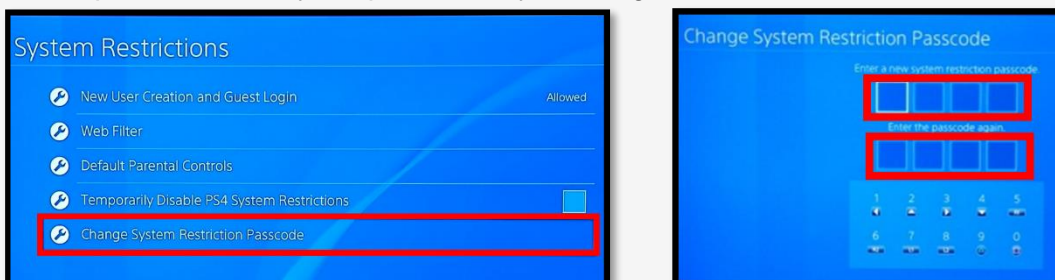 System Restrictions
New User Creation and Guest Login Allowed
Web Filter
Default Parental Controls
Temporarily Disable PS4 System Restrictions
Change System Restriction Passcode
Change System Restriction Passcode
Enter a new system restriction passcode.
Enter the passcode again.
1 2 3 4 5
6 7 8 9 0